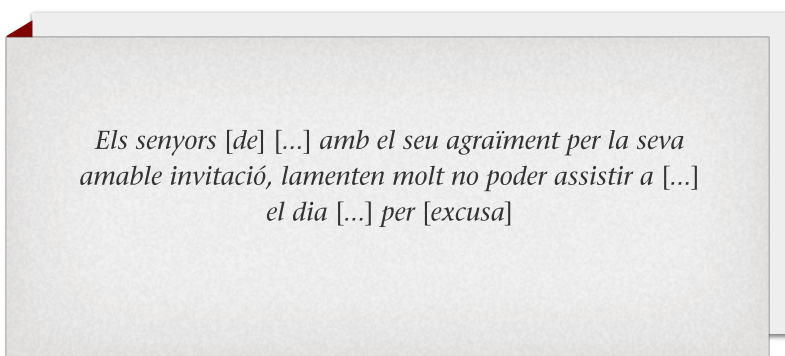 Els senyors [de] [...] amb el seu agraïment per la seva
amable invitació, lamenten molt no poder assistir a [...]
el dia [...] per [excusa]